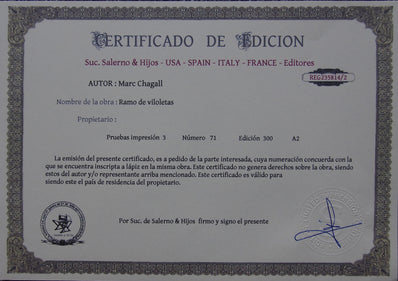 CERTIFICADO DE EDICION
Suc. Salerno & Hijos - USA - SPAIN - ITALY - FRANCE - Editores
REG235814/2
AUTOR : Marc Chagall
Nombre de la obra : Ramo de viloletas
Propietario :
Pruebas impresión 3 Número 71 Edición 300 A2
La emisión del presente certificado, es a pedido de la parte interesada, cuya numeración concuerda con la
que se encuentra inscripta a lápiz en la misma obra. Este certificado no genera derechos sobre la obra, siendo
estos del autor y/o representante arriba mencionado. Este certificado es válido para
siendo este el país de residencia del propietario.
Por Suc. de Salerno & Hijos firmo y signo el presente